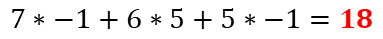 7 * −1 + 6 * 5 + 5 * −1 = 18